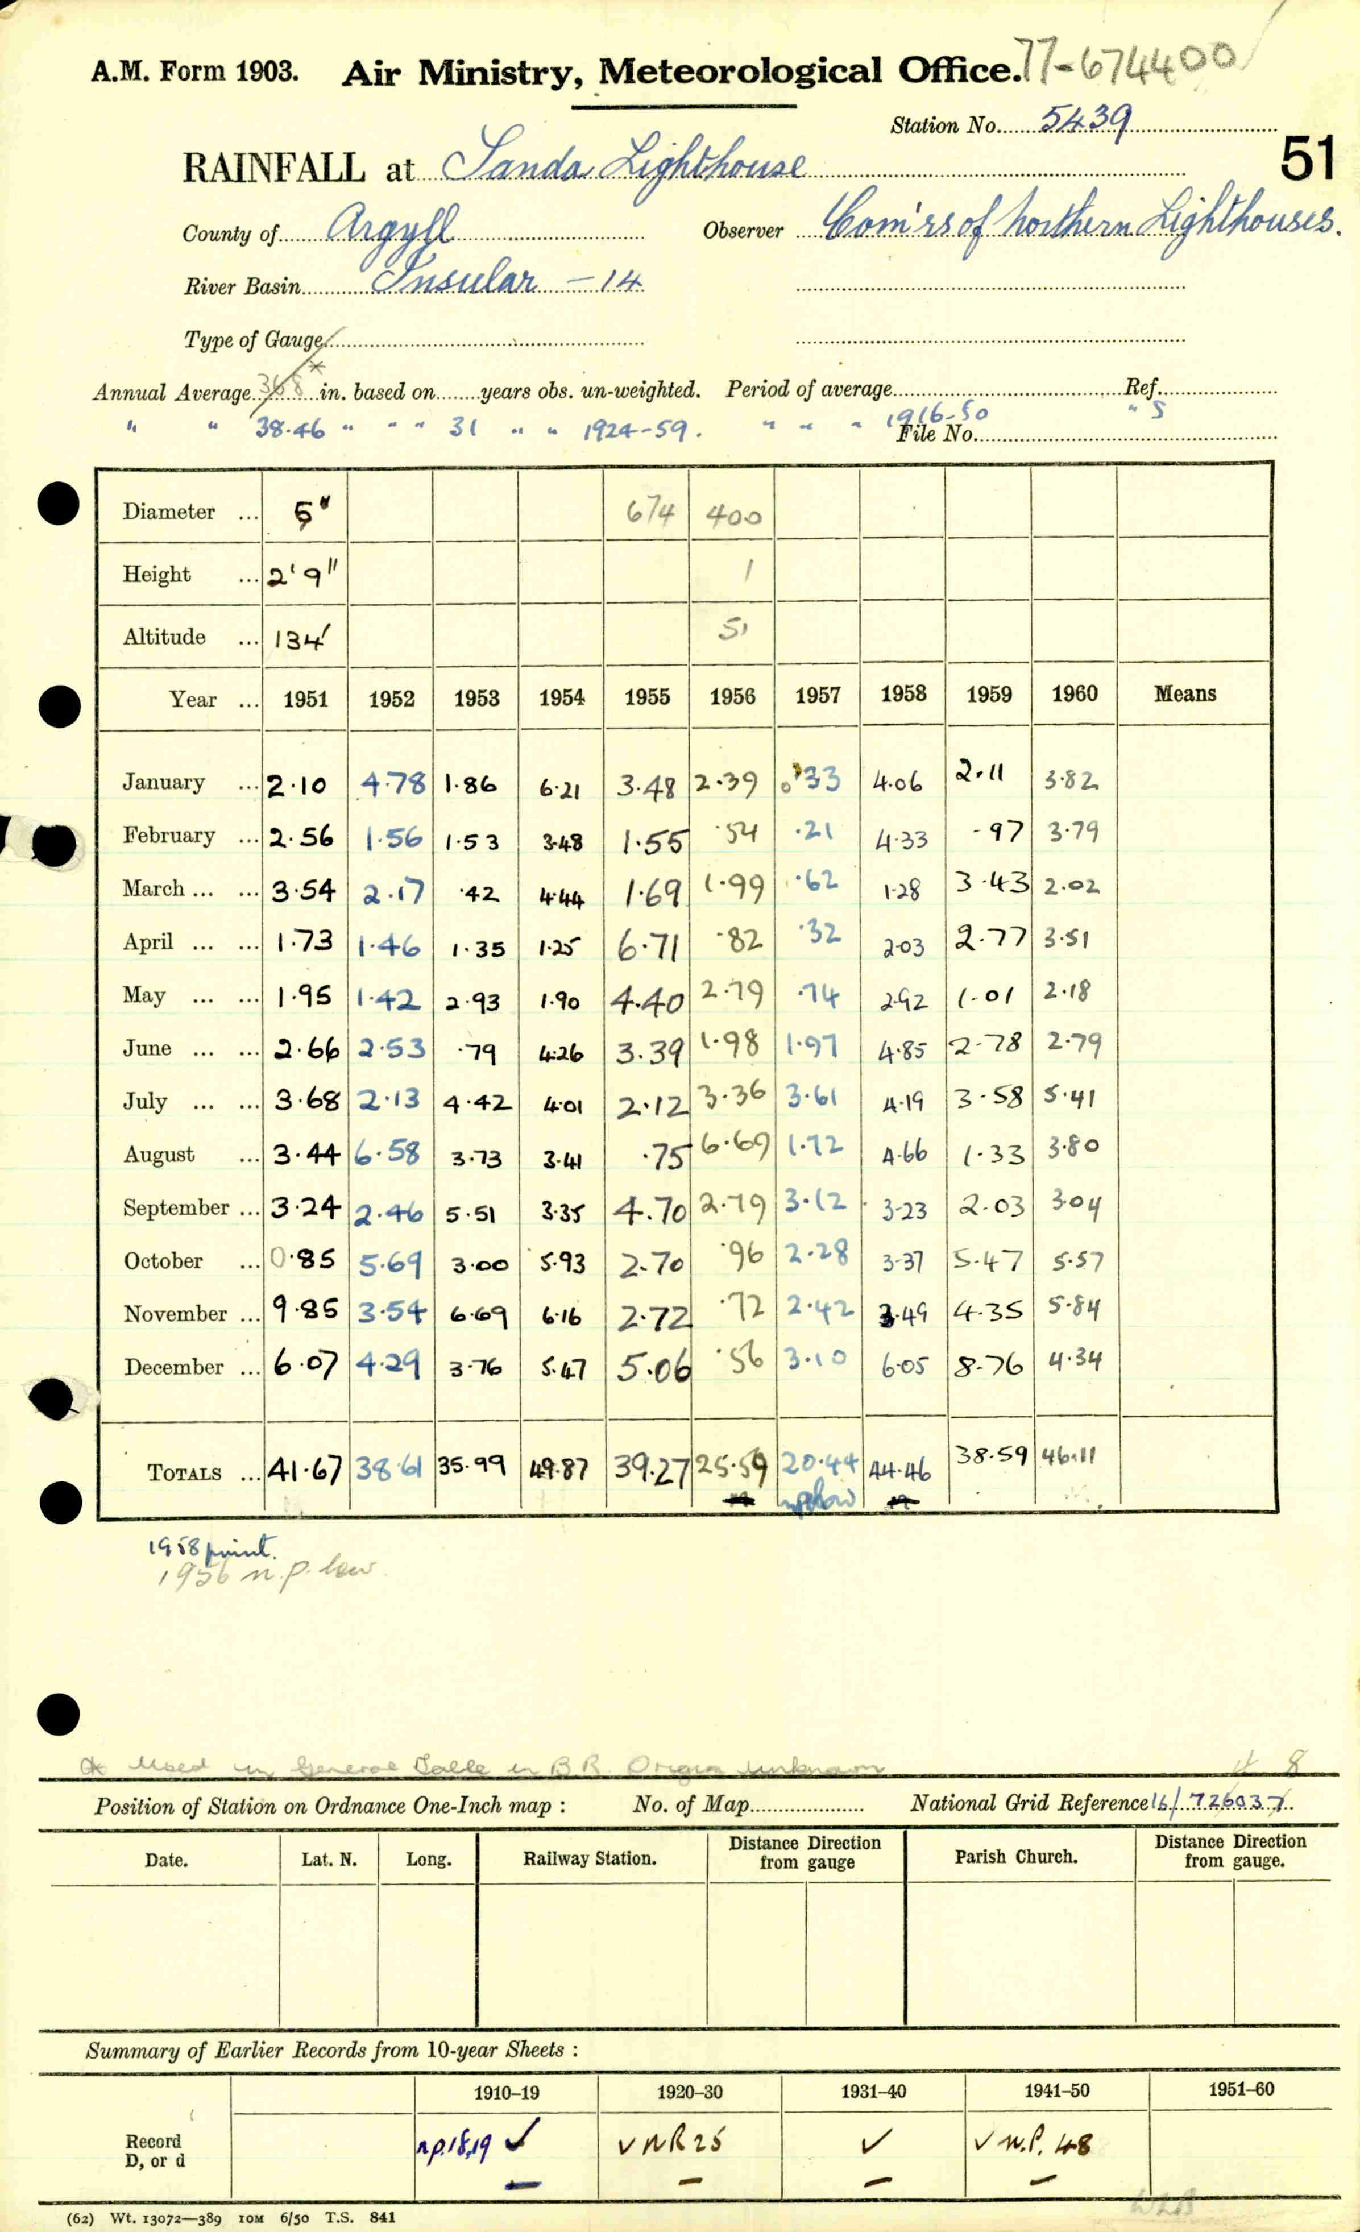 A.M. Form 1903. Air Ministry, Meteorological Office. 77-674400/
Station No. 5439
51
RAINFALL at Sanda Lighthouse
County of Argyll Observer Com'rs of Northern Lighthouses.
River Basin Insular - 14
Type of Gauge
Annual Average 36.8* in. based on years obs. un-weighted. Period of average Ref.
" " 38.46 " " " 31 " " 1924-59. " " " 1916-50 " S
File No.
Diameter ... 5" 674 400
Height ... 2'9" 1
Altitude ... 134' 51
Year ... 1951 1952 1953 1954 1955 1956 1957 1958 1959 1960 Means
January ... 2.10 4.78 1.86 6.21 3.48 2.39 0.33 4.06 2.11 3.82
February ... 2.56 1.56 1.53 3.48 1.55 .54 .21 4.33 .97 3.79
March ... ... 3.54 2.17 .42 4.44 1.69 1.99 .62 1.28 3.43 2.02
April ... ... 1.73 1.46 1.35 1.25 6.71 .82 .32 2.03 2.77 3.51
May ... ... 1.95 1.42 2.93 1.90 4.40 2.79 .74 2.92 1.01 2.18
June ... ... 2.66 2.53 .79 4.26 3.39 1.98 1.97 4.85 2.78 2.79
July ... ... 3.68 2.13 4.42 4.01 2.12 3.36 3.61 4.19 3.58 5.41
August ... 3.44 6.58 3.73 3.41 .75 6.69 1.72 4.66 1.33 3.80
September ... 3.24 2.46 5.51 3.35 4.70 2.79 3.12 3.23 2.03 3.04
October ... 0.85 5.69 3.00 5.93 2.70 .96 2.28 3.37 5.47 5.57
November ... 9.85 3.54 6.69 6.16 2.72 .72 2.42 3.49 4.35 5.84
December ... 6.07 4.29 3.76 5.47 5.06 .56 3.10 6.05 8.76 4.34
TOTALS ... 41.67 38.61 35.99 49.87 39.27 25.59 20.44 44.46 38.59 46.11
np low
1958 print.
1956 n.p. low
* Used in General Table in B.R. Origin unknown
Position of Station on Ordnance One-Inch map : No. of Map National Grid Reference 16/726037
Date. Lat. N. Long. Railway Station. Distance Direction from gauge Parish Church. Distance Direction from gauge.
Summary of Earlier Records from 10-year Sheets :
1910-19 1920-30 1931-40 1941-50 1951-60
Record D, or d n.p. 18,19 ✓ ✓ N R 25 ✓ ✓ N.P. 48
(62) Wt. 13072—389 10M 6/50 T.S. 841